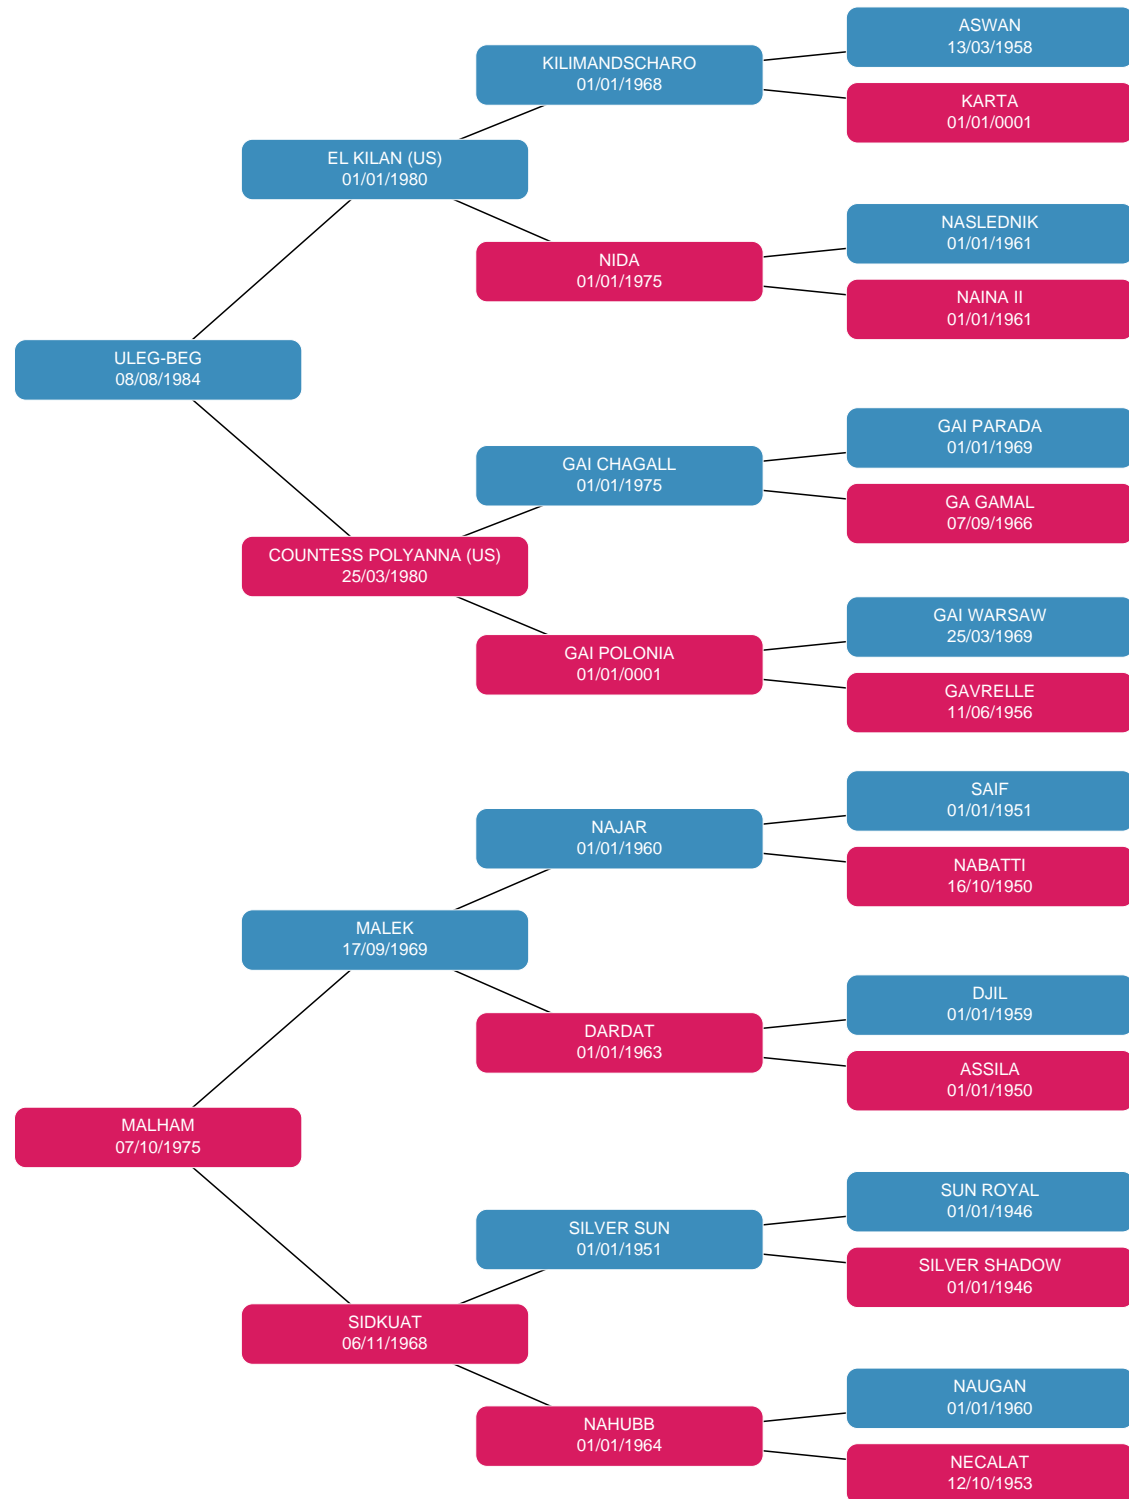 ASWAN
13/03/1958
KILIMANDSCHARO
01/01/1968
KARTA
01/01/0001
EL KILAN (US)
01/01/1980
NASLEDNIK
01/01/1961
NIDA
01/01/1975
NAINA II
01/01/1961
ULEG-BEG
08/08/1984
GAI PARADA
01/01/1969
GAI CHAGALL
01/01/1975
GA GAMAL
07/09/1966
COUNTESS POLYANNA (US)
25/03/1980
GAI WARSAW
25/03/1969
GAI POLONIA
01/01/0001
GAVRELLE
11/06/1956
SAIF
01/01/1951
NAJAR
01/01/1960
NABATTI
16/10/1950
MALEK
17/09/1969
DJIL
01/01/1959
DARDAT
01/01/1963
ASSILA
01/01/1950
MALHAM
07/10/1975
SUN ROYAL
01/01/1946
SILVER SUN
01/01/1951
SILVER SHADOW
01/01/1946
SIDKUAT
06/11/1968
NAUGAN
01/01/1960
NAHUBB
01/01/1964
NECALAT
12/10/1953